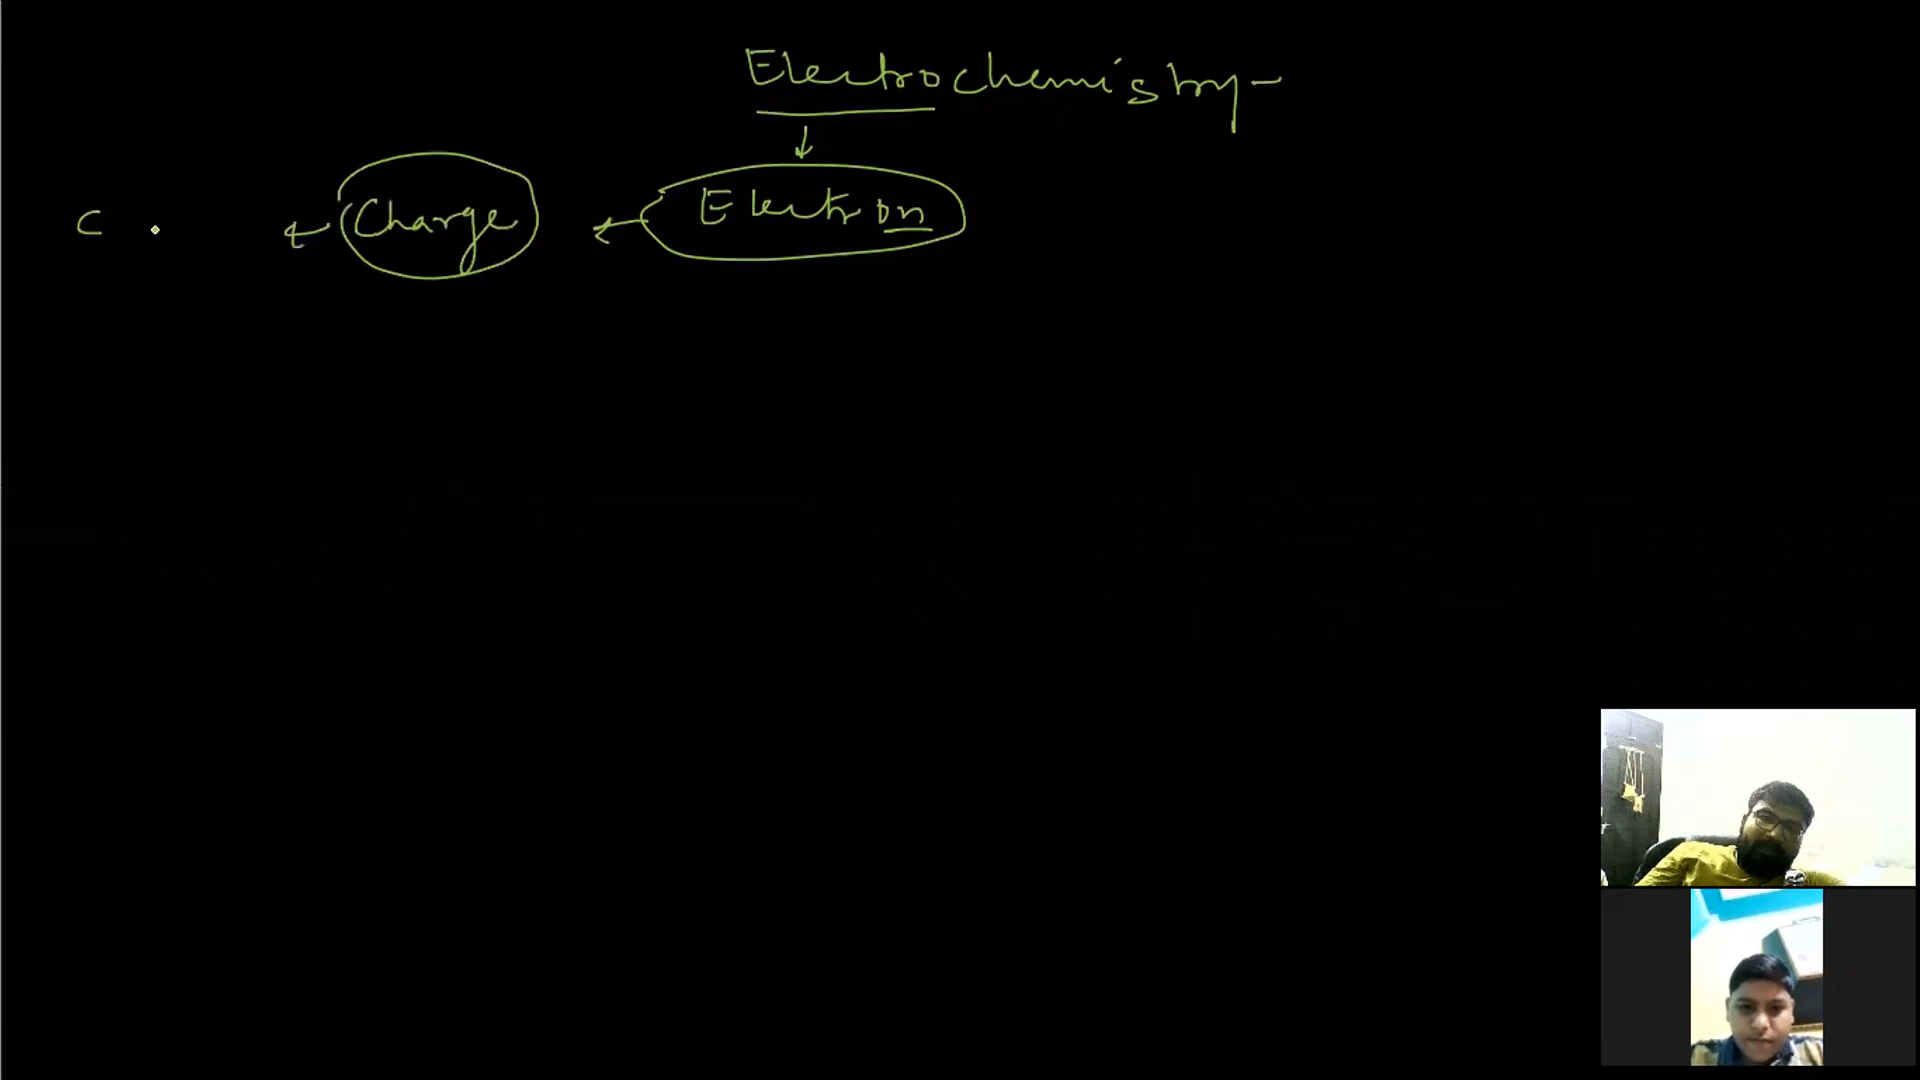 Electrochemistry-
↓
C ← Charge ← Electron